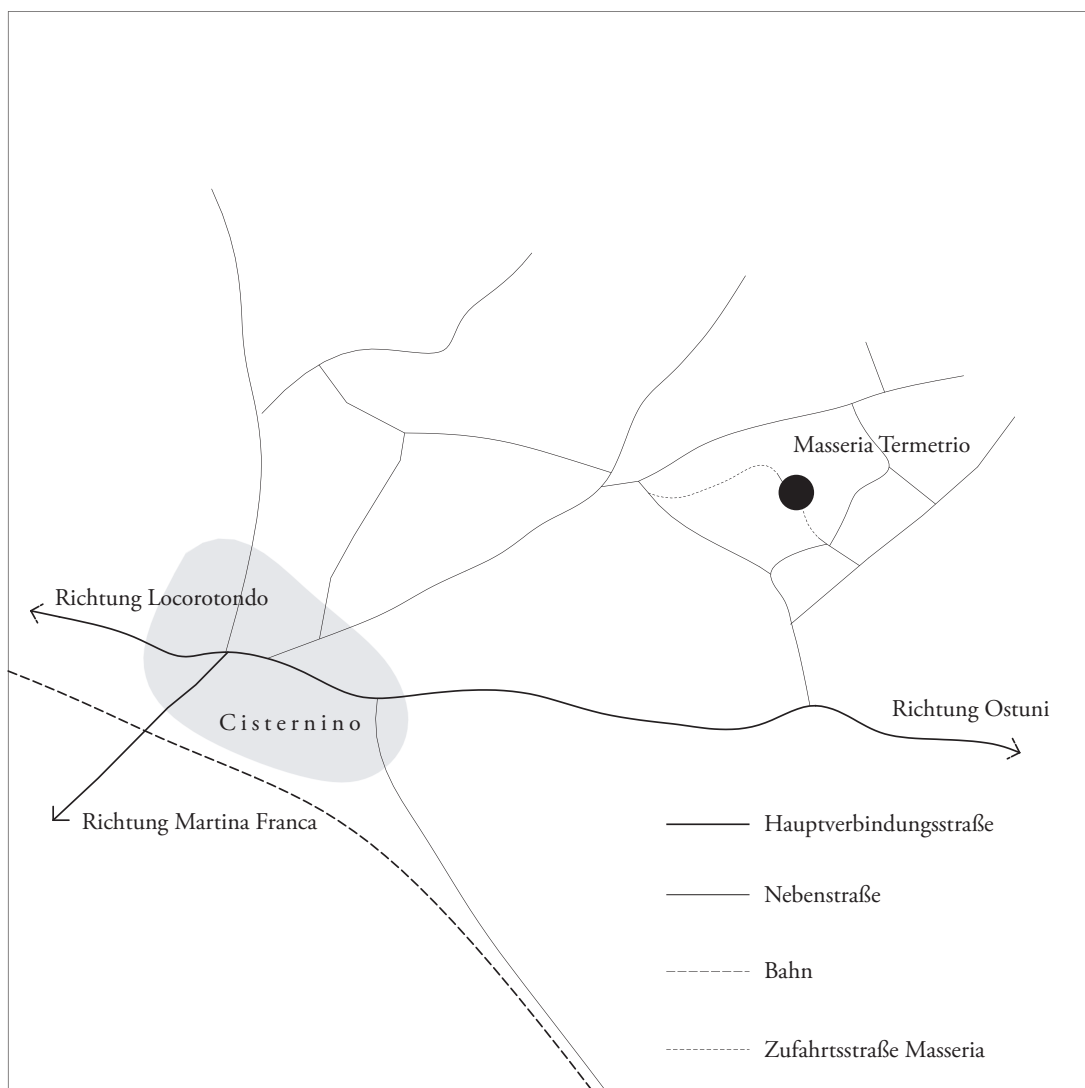 Masseria Termetrio
Richtung Locorotondo
Richtung Ostuni
Cisternino
Richtung Martina Franca
Hauptverbindungsstraße
Nebenstraße
Bahn
Zufahrtsstraße Masseria